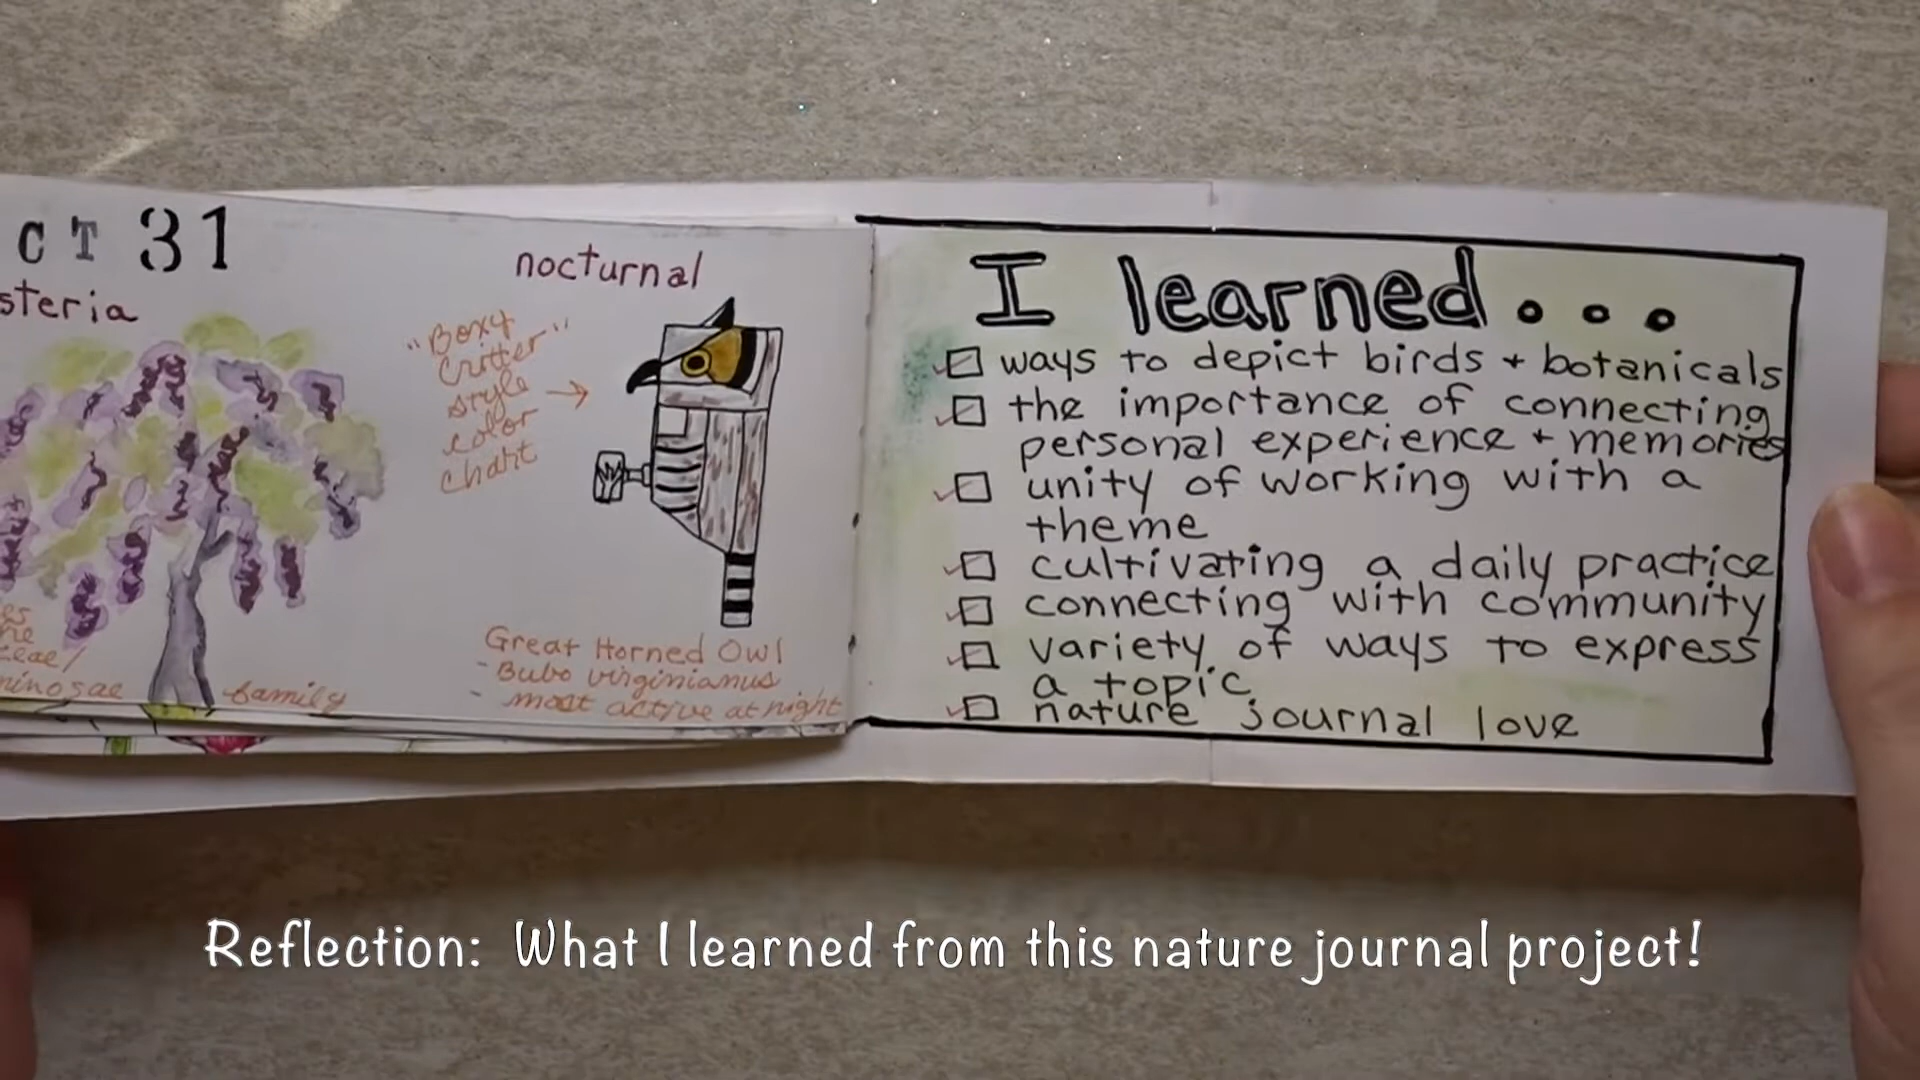 CT 31
steria
nocturnal
"Boxy
Critter"
style
color
chart
family
Great Horned Owl
- Bubo virginianus
- most active at night
I learned...
ways to depict birds + botanicals
the importance of connecting
personal experience + memories
unity of working with a
theme
cultivating a daily practice
connecting with community
variety of ways to express
a topic
nature journal love
Reflection: What I learned from this nature journal project!